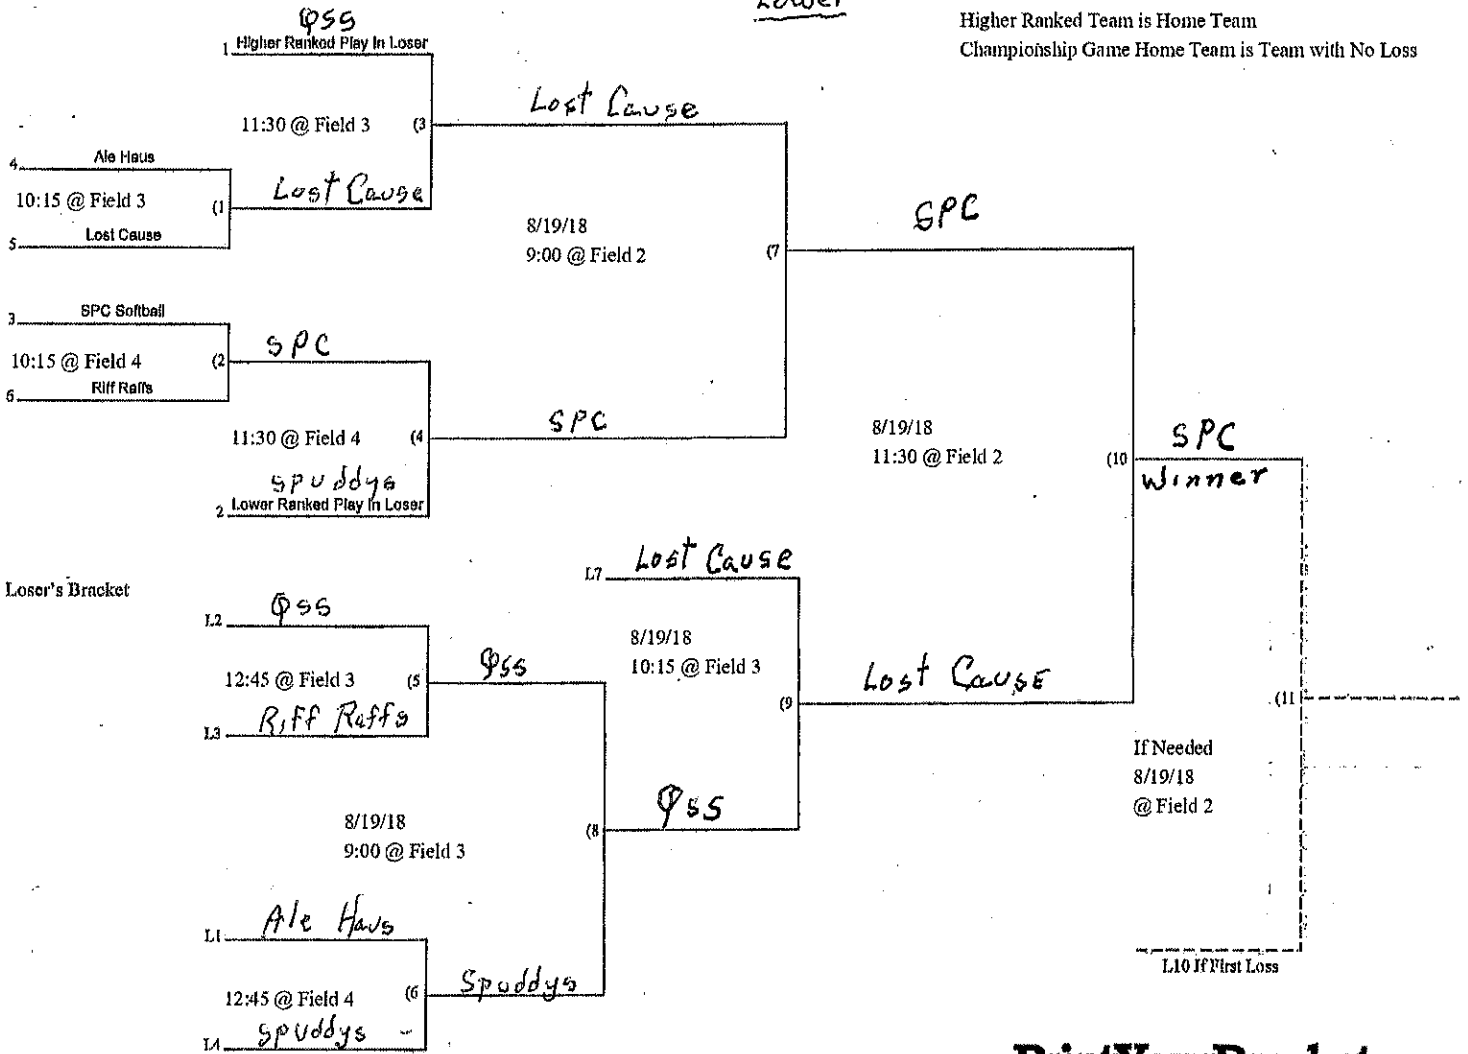 Lower
Higher Ranked Team is Home Team
Championship Game Home Team is Team with No Loss
QSS
1 Higher Ranked Play In Loser
11:30 @ Field 3 (3
Lost Cause
4 Ale Haus
10:15 @ Field 3 (1
Lost Cause
5 Lost Cause
8/19/18
9:00 @ Field 2 (7
SPC
3 SPC Softball
10:15 @ Field 4 (2
SPC
6 Riff Raffs
11:30 @ Field 4 (4
SPC
spuddys
2 Lower Ranked Play In Loser
8/19/18
11:30 @ Field 2 (10
SPC
Winner
Loser's Bracket
L7 Lost Cause
L2 QSS
12:45 @ Field 3 (5
QSS
L3 Riff Raffs
8/19/18
10:15 @ Field 3
(9
Lost Cause
If Needed
8/19/18
@ Field 2
(11
8/19/18
9:00 @ Field 3
(8
QSS
L1 Ale Haus
12:45 @ Field 4 (6
Spuddys
L4 spuddys
L10 If First Loss